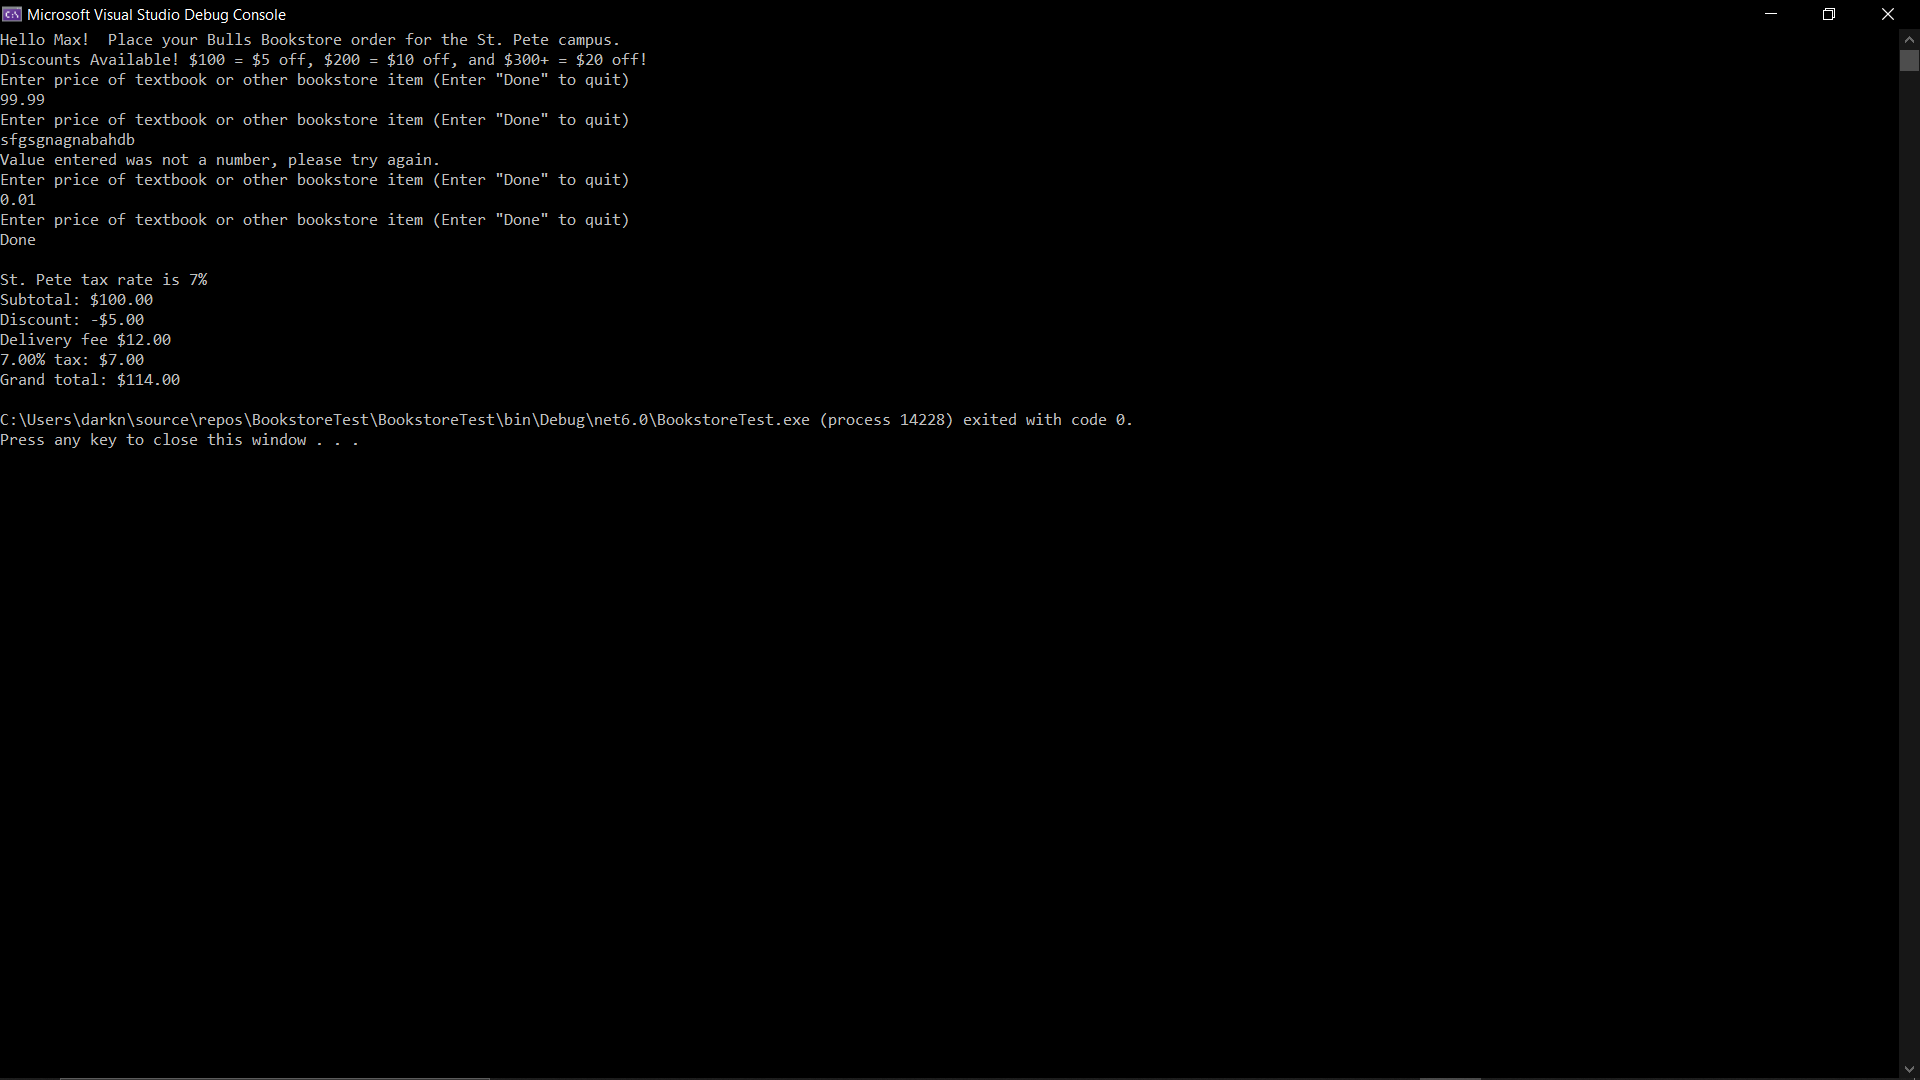 Microsoft Visual Studio Debug Console
Hello Max!  Place your Bulls Bookstore order for the St. Pete campus.
Discounts Available! $100 = $5 off, $200 = $10 off, and $300+ = $20 off!
Enter price of textbook or other bookstore item (Enter "Done" to quit)
99.99
Enter price of textbook or other bookstore item (Enter "Done" to quit)
sfgsgnagnabahdb
Value entered was not a number, please try again.
Enter price of textbook or other bookstore item (Enter "Done" to quit)
0.01
Enter price of textbook or other bookstore item (Enter "Done" to quit)
Done
St. Pete tax rate is 7%
Subtotal: $100.00
Discount: -$5.00
Delivery fee $12.00
7.00% tax: $7.00
Grand total: $114.00
C:\Users\darkn\source\repos\BookstoreTest\BookstoreTest\bin\Debug\net6.0\BookstoreTest.exe (process 14228) exited with code 0.
Press any key to close this window . . .